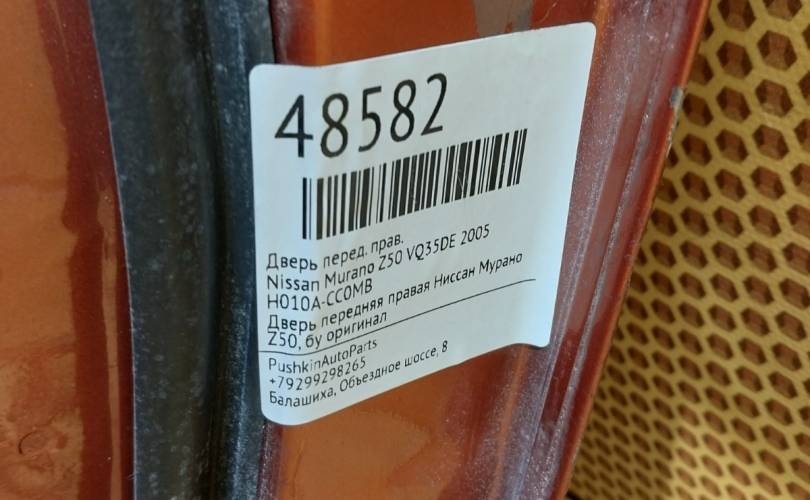 48582
Дверь перед. прав.
Nissan Murano Z50 VQ35DE 2005
H010A-CC0MB
Дверь передняя правая Ниссан Мурано
Z50, бу оригинал
PushkinAutoParts
+79299298265
Балашиха, Объездное шоссе, 8